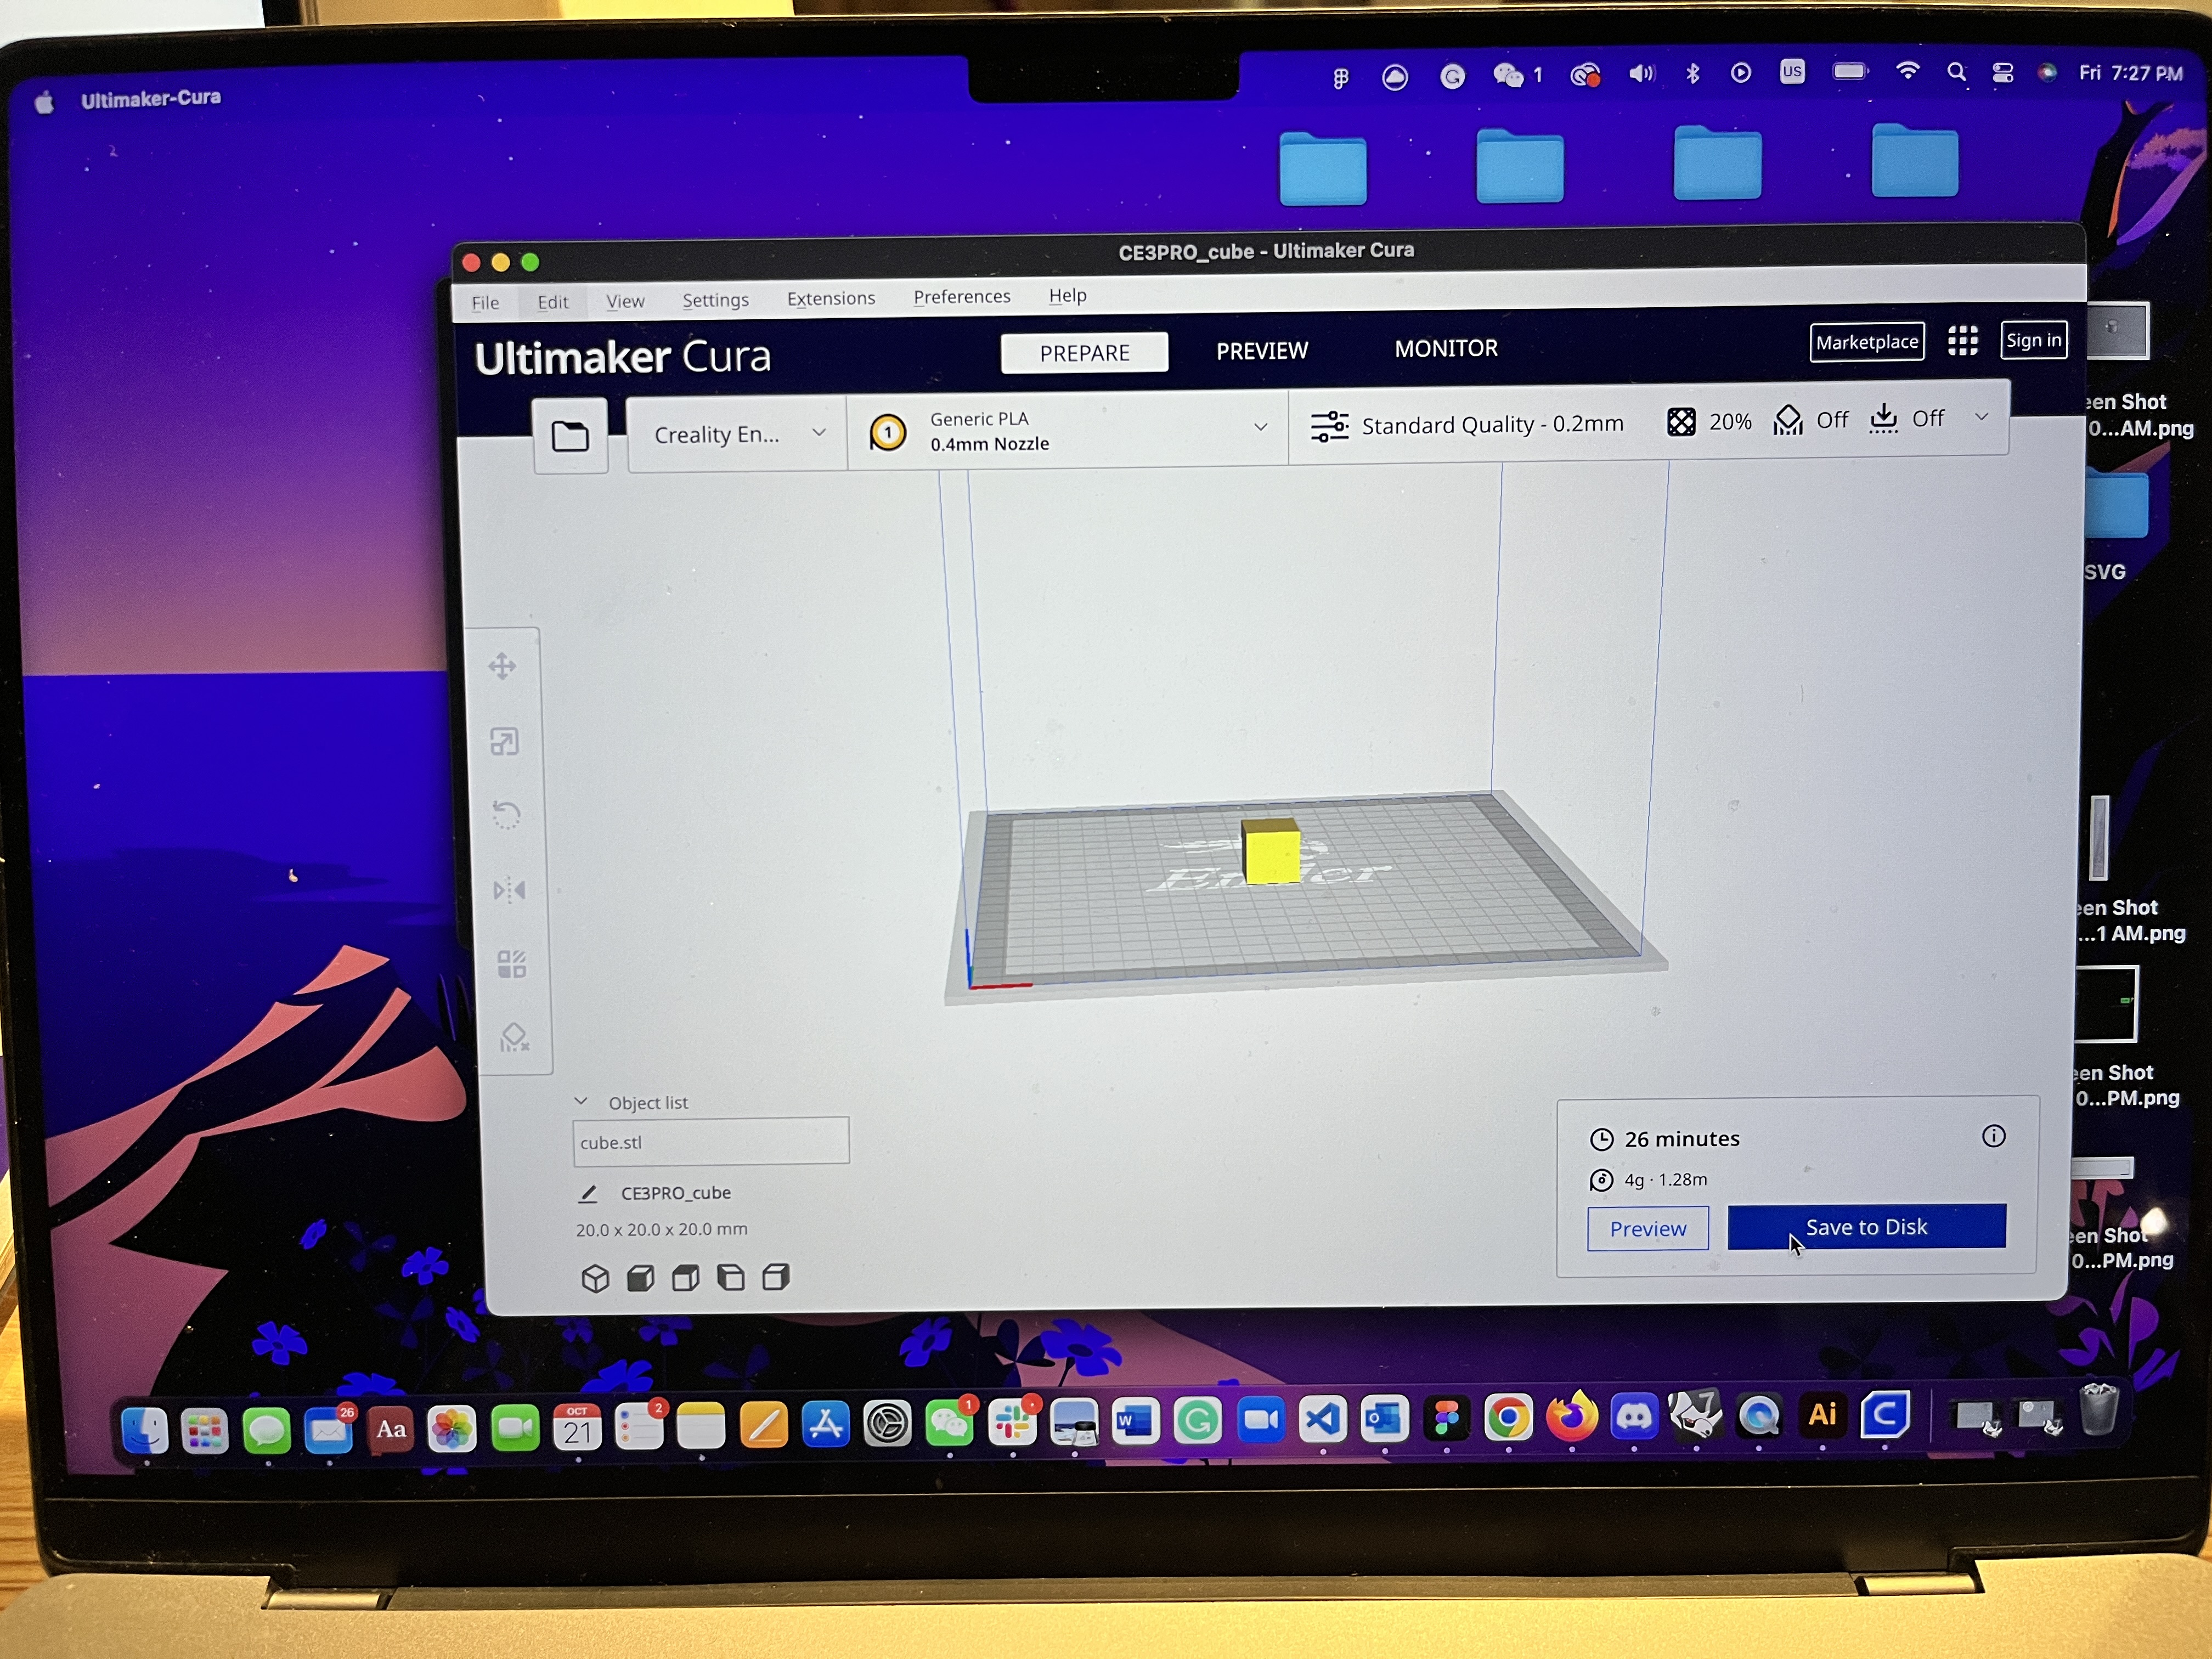 Ultimaker-Cura
1
US
Fri 7:27 PM
CE3PRO_cube - Ultimaker Cura
File Edit View Settings Extensions Preferences Help
Ultimaker Cura
PREPARE
PREVIEW
MONITOR
Marketplace
Sign in
Creality En...
1
Generic PLA
0.4mm Nozzle
Standard Quality - 0.2mm
20%
Off
Off
een Shot
0...AM.png
SVG
een Shot
...1 AM.png
een Shot
0...PM.png
een Shot
0...PM.png
Object list
cube.stl
CE3PRO_cube
20.0 x 20.0 x 20.0 mm
26 minutes
4g · 1.28m
Preview
Save to Disk
26
Aa
OCT
21
2
1
W
Ai
C